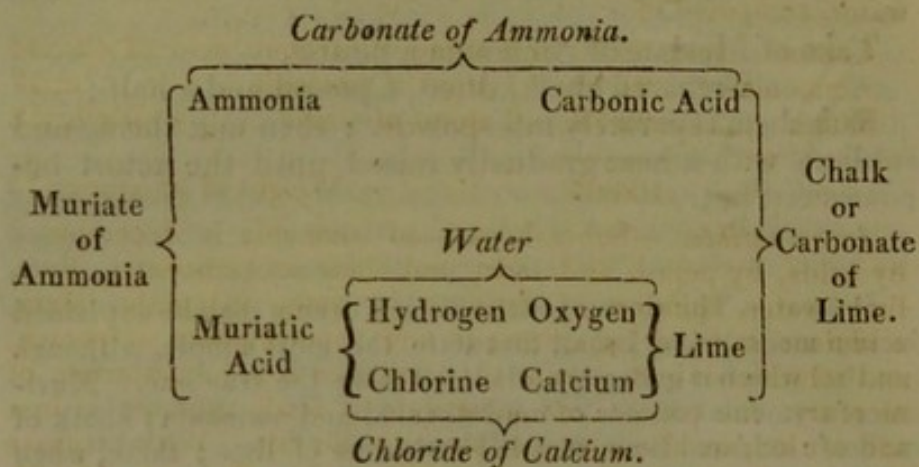 Carbonate of Ammonia.
Ammonia Carbonic Acid
Muriate
of
Ammonia
Chalk
or
Carbonate
of
Lime.
Water
Muriatic
Acid
Hydrogen Oxygen
Chlorine Calcium
Lime
Chloride of Calcium.